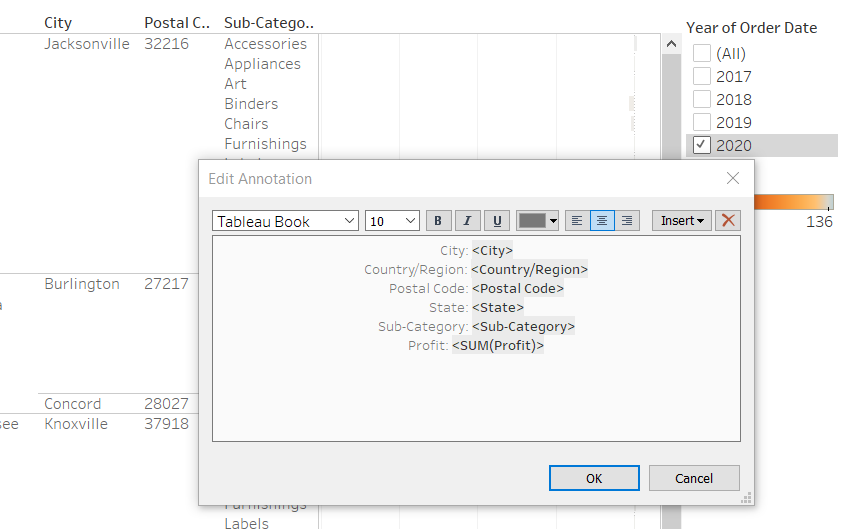 City Postal C.. Sub-Catego..
Jacksonville 32216 Accessories
Appliances
Art
Binders
Chairs
Furnishings
Year of Order Date
(All)
2017
2018
2019
2020
136
Edit Annotation
Tableau Book 10 B I U Insert
City: <City>
Country/Region: <Country/Region>
Postal Code: <Postal Code>
State: <State>
Sub-Category: <Sub-Category>
Profit: <SUM(Profit)>
OK Cancel
Burlington 27217
Concord 28027
see Knoxville 37918
Furnishings
Labels